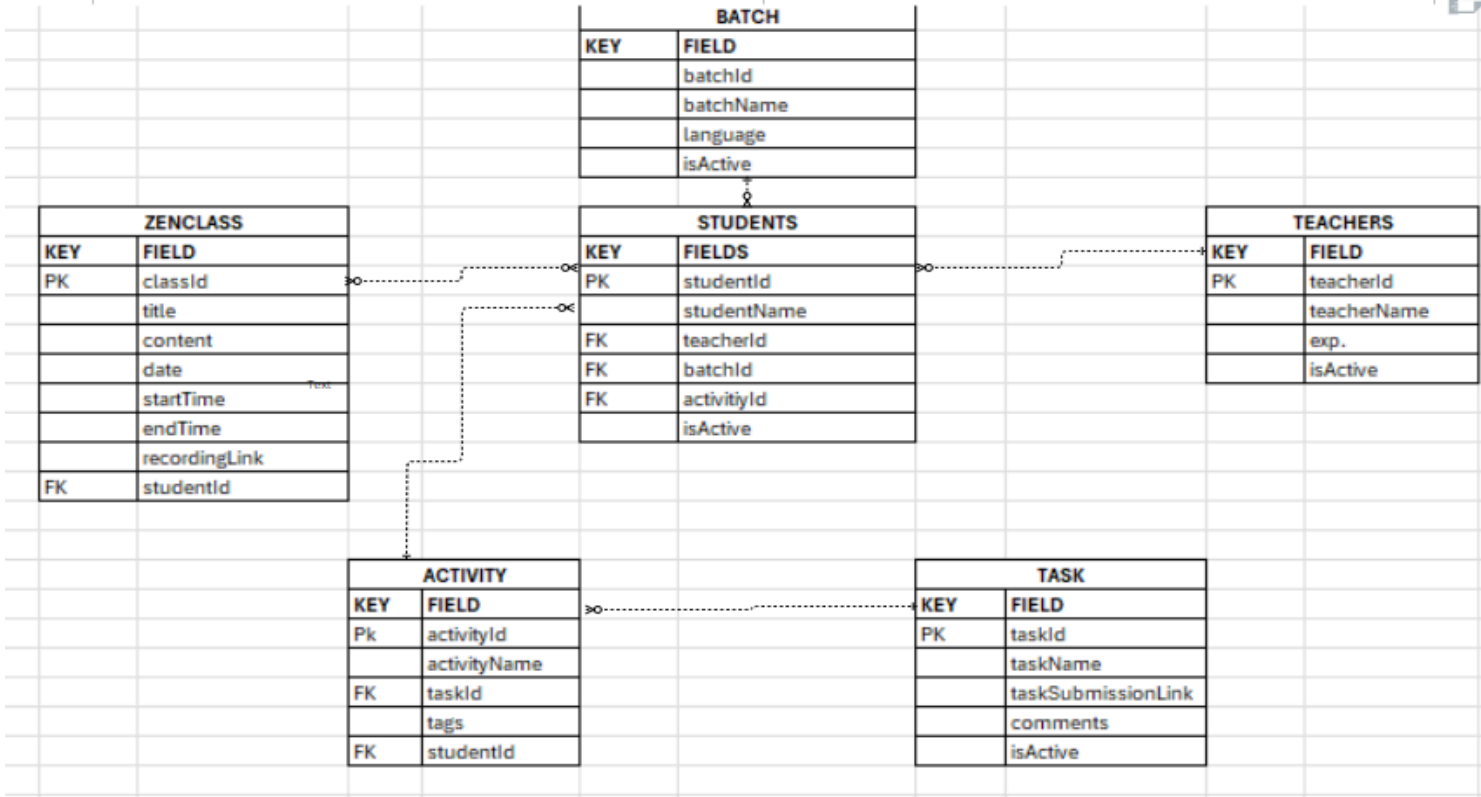 BATCH
KEY FIELD
batchId
batchName
language
isActive
ZENCLASS
KEY FIELD
PK classId
title
content
date
Text
startTime
endTime
recordingLink
FK studentId
STUDENTS
KEY FIELDS
PK studentId
studentName
FK teacherId
FK batchId
FK activitiyId
isActive
TEACHERS
KEY FIELD
PK teacherId
teacherName
exp.
isActive
ACTIVITY
KEY FIELD
Pk activityId
activityName
FK taskId
tags
FK studentId
TASK
KEY FIELD
PK taskId
taskName
taskSubmissionLink
comments
isActive